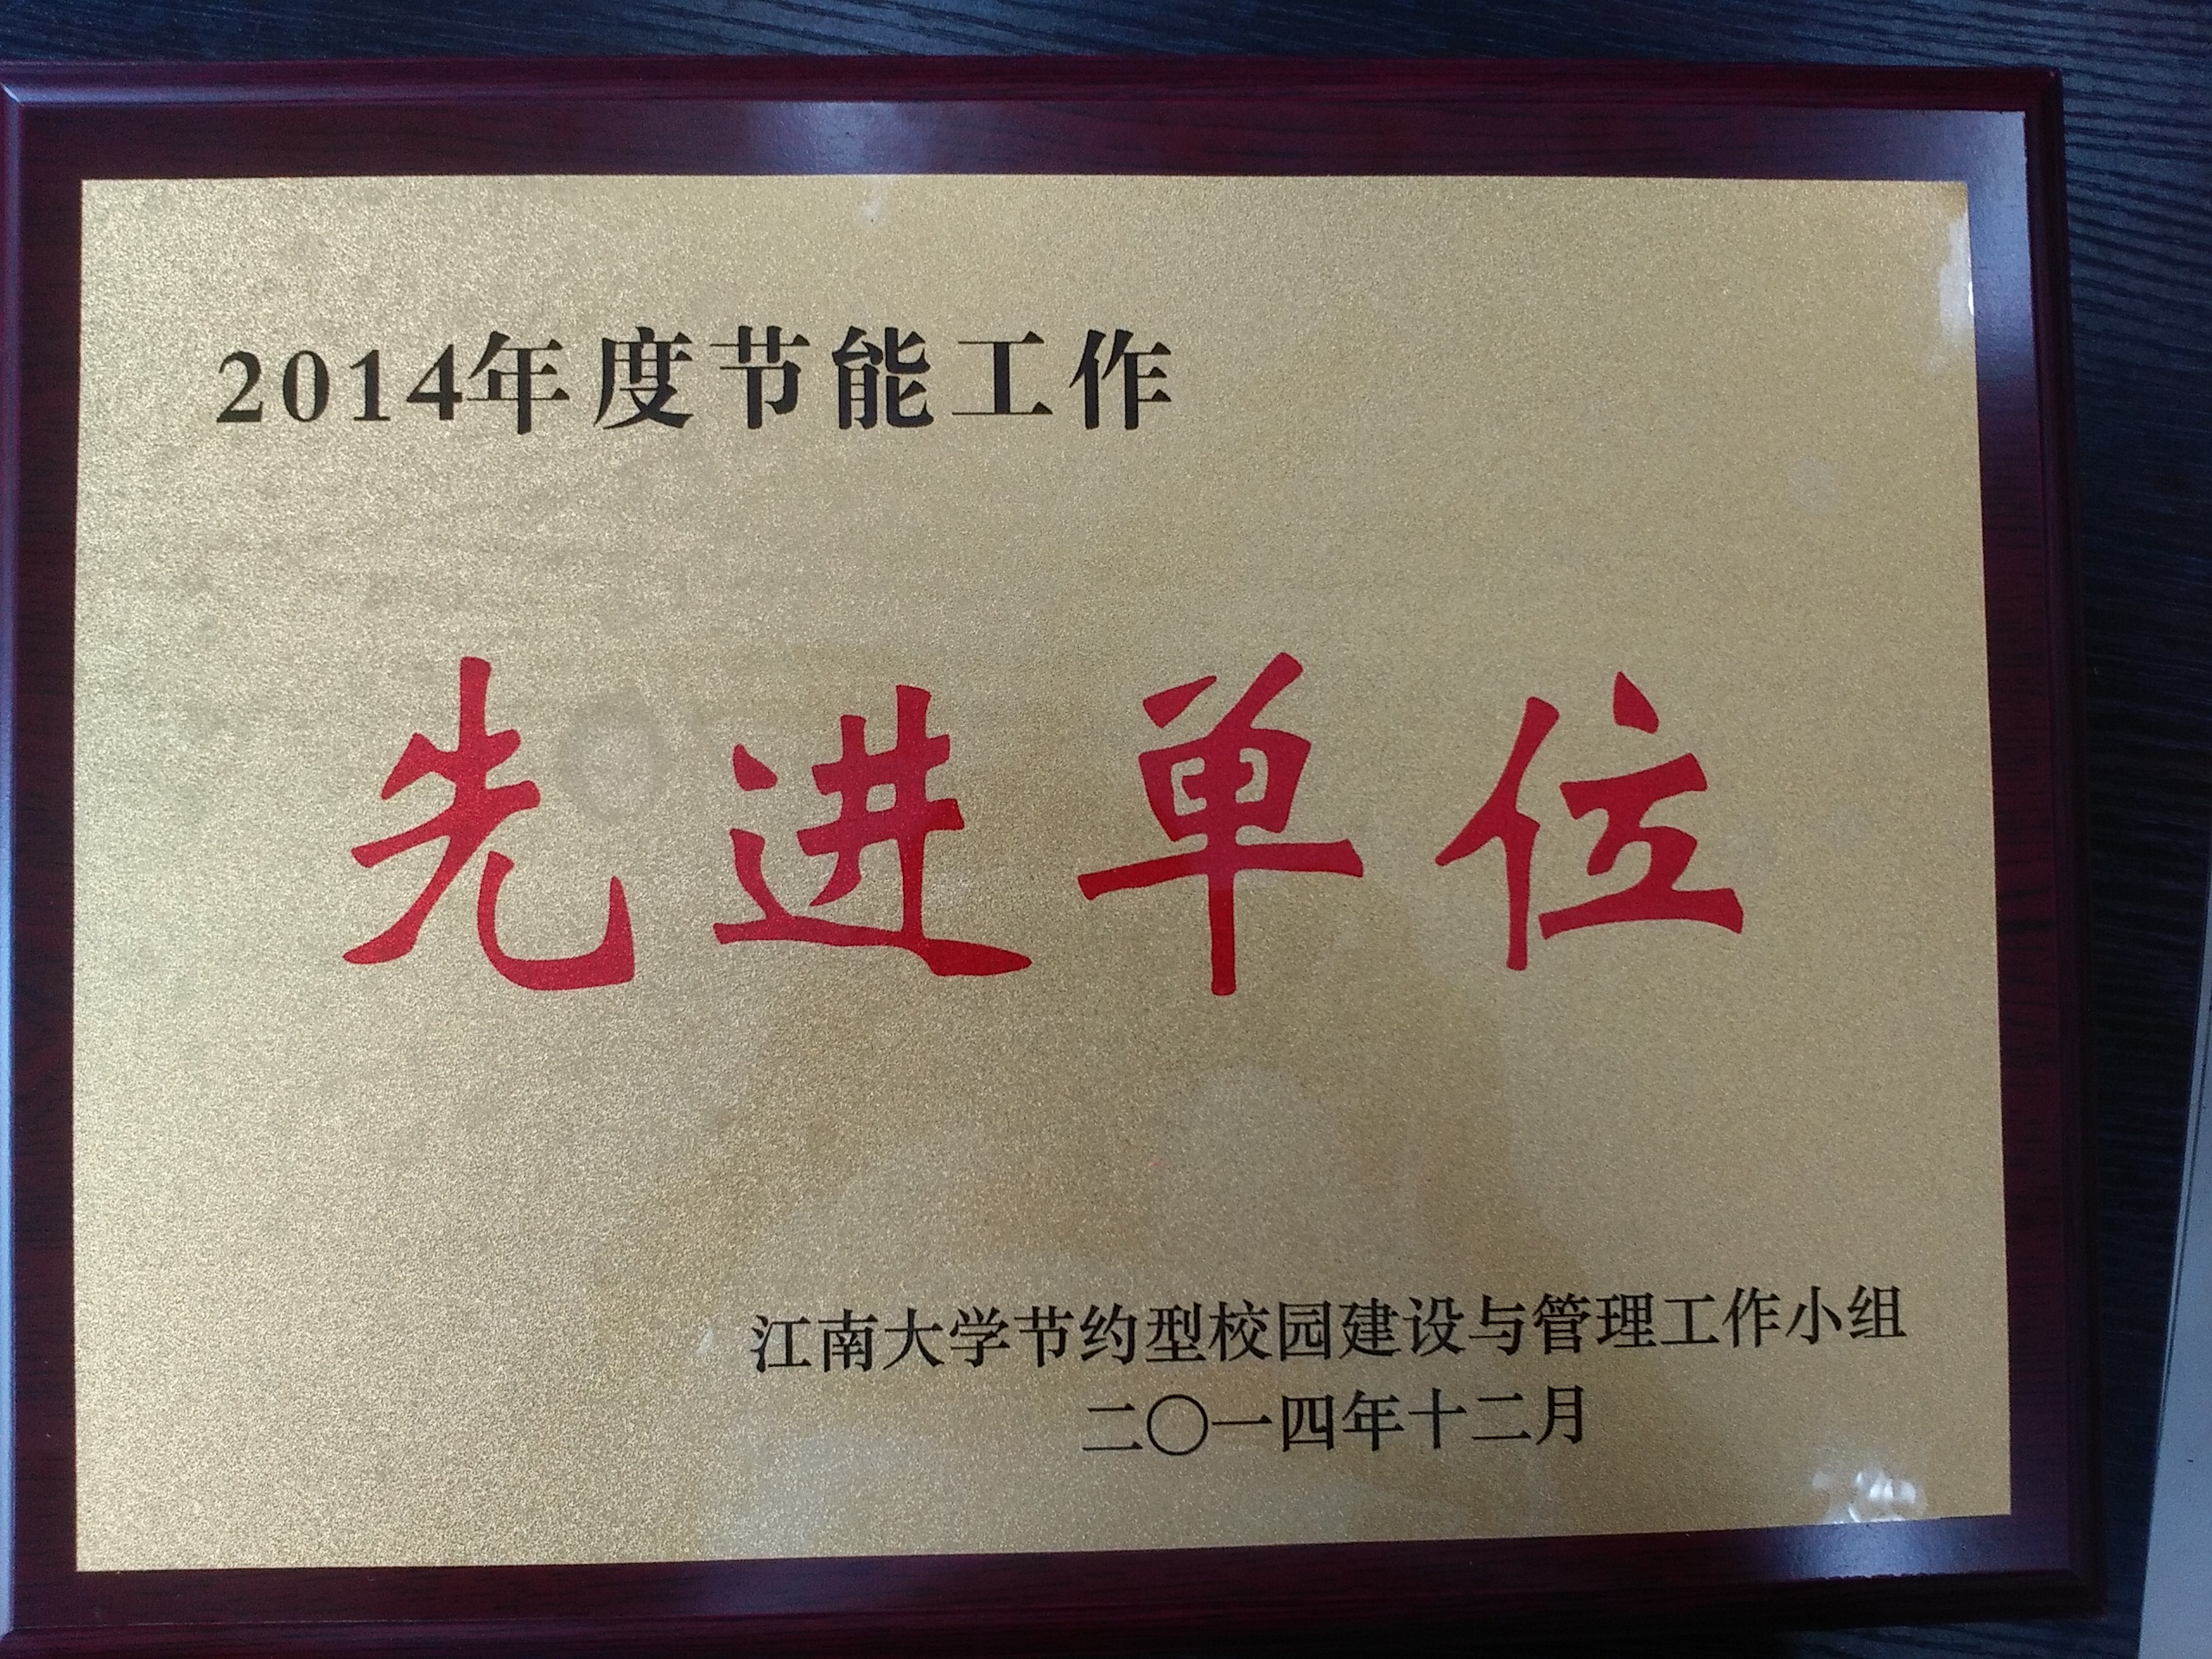 2014年度节能工作
先进单位
江南大学节约型校园建设与管理工作小组
二〇一四年十二月